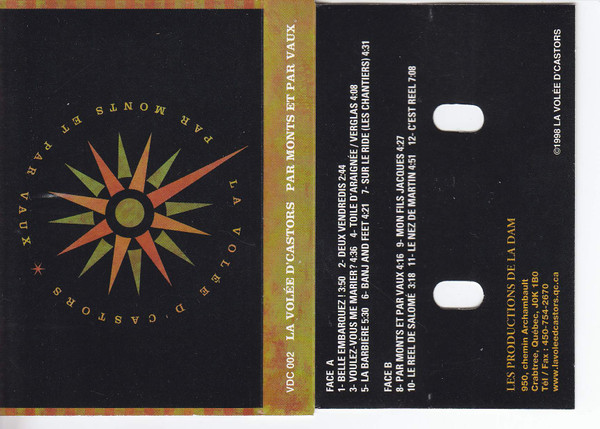 LA VOLÉE D'CASTORS *
PAR MONTS ET PAR VAUX
VDC 002 LA VOLÉE D'CASTORS PAR MONTS ET PAR VAUX
FACE A
1- BELLE EMBARQUEZ ! 3:50 2- DEUX VENDREDIS 2:44
3- VOULEZ-VOUS ME MARIER? 4:36 4- TOILE D'ARAIGNÉE / VERGLAS 4:08
5- LA BARBIÈRE 5:30 6- BANJ AND FEET 4:21 7- SUR LE RIDE (LES CHANTIERS) 4:31
FACE B
8- PAR MONTS ET PAR VAUX 4:16 9- MON FILS JACQUES 4:27
10- LE REEL DE SALOME 3:18 11- LE NEZ DE MARTIN 4:51 12- C'EST REEL 7:08
LES PRODUCTIONS DE LA DAM
950, chemin Archambault
Crabtree, Québec, J0K 1B0
Tél / Fax : 450-754-2670
www.lavoleedcastors.qc.ca
©1998 LA VOLÉE D'CASTORS